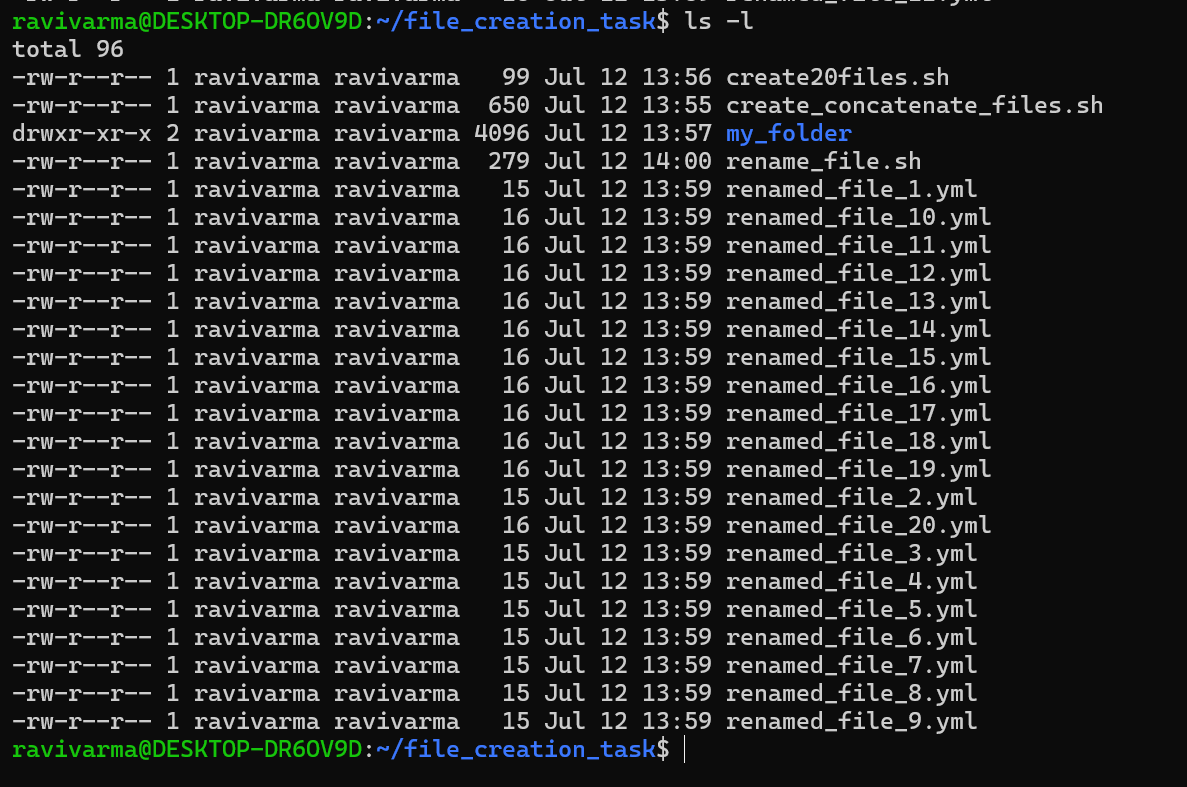 ravivarma@DESKTOP-DR6OV9D:~/file_creation_task$ ls -l
total 96
-rw-r--r-- 1 ravivarma ravivarma   99 Jul 12 13:56 create20files.sh
-rw-r--r-- 1 ravivarma ravivarma  650 Jul 12 13:55 create_concatenate_files.sh
drwxr-xr-x 2 ravivarma ravivarma 4096 Jul 12 13:57 my_folder
-rw-r--r-- 1 ravivarma ravivarma  279 Jul 12 14:00 rename_file.sh
-rw-r--r-- 1 ravivarma ravivarma   15 Jul 12 13:59 renamed_file_1.yml
-rw-r--r-- 1 ravivarma ravivarma   16 Jul 12 13:59 renamed_file_10.yml
-rw-r--r-- 1 ravivarma ravivarma   16 Jul 12 13:59 renamed_file_11.yml
-rw-r--r-- 1 ravivarma ravivarma   16 Jul 12 13:59 renamed_file_12.yml
-rw-r--r-- 1 ravivarma ravivarma   16 Jul 12 13:59 renamed_file_13.yml
-rw-r--r-- 1 ravivarma ravivarma   16 Jul 12 13:59 renamed_file_14.yml
-rw-r--r-- 1 ravivarma ravivarma   16 Jul 12 13:59 renamed_file_15.yml
-rw-r--r-- 1 ravivarma ravivarma   16 Jul 12 13:59 renamed_file_16.yml
-rw-r--r-- 1 ravivarma ravivarma   16 Jul 12 13:59 renamed_file_17.yml
-rw-r--r-- 1 ravivarma ravivarma   16 Jul 12 13:59 renamed_file_18.yml
-rw-r--r-- 1 ravivarma ravivarma   16 Jul 12 13:59 renamed_file_19.yml
-rw-r--r-- 1 ravivarma ravivarma   15 Jul 12 13:59 renamed_file_2.yml
-rw-r--r-- 1 ravivarma ravivarma   16 Jul 12 13:59 renamed_file_20.yml
-rw-r--r-- 1 ravivarma ravivarma   15 Jul 12 13:59 renamed_file_3.yml
-rw-r--r-- 1 ravivarma ravivarma   15 Jul 12 13:59 renamed_file_4.yml
-rw-r--r-- 1 ravivarma ravivarma   15 Jul 12 13:59 renamed_file_5.yml
-rw-r--r-- 1 ravivarma ravivarma   15 Jul 12 13:59 renamed_file_6.yml
-rw-r--r-- 1 ravivarma ravivarma   15 Jul 12 13:59 renamed_file_7.yml
-rw-r--r-- 1 ravivarma ravivarma   15 Jul 12 13:59 renamed_file_8.yml
-rw-r--r-- 1 ravivarma ravivarma   15 Jul 12 13:59 renamed_file_9.yml
ravivarma@DESKTOP-DR6OV9D:~/file_creation_task$